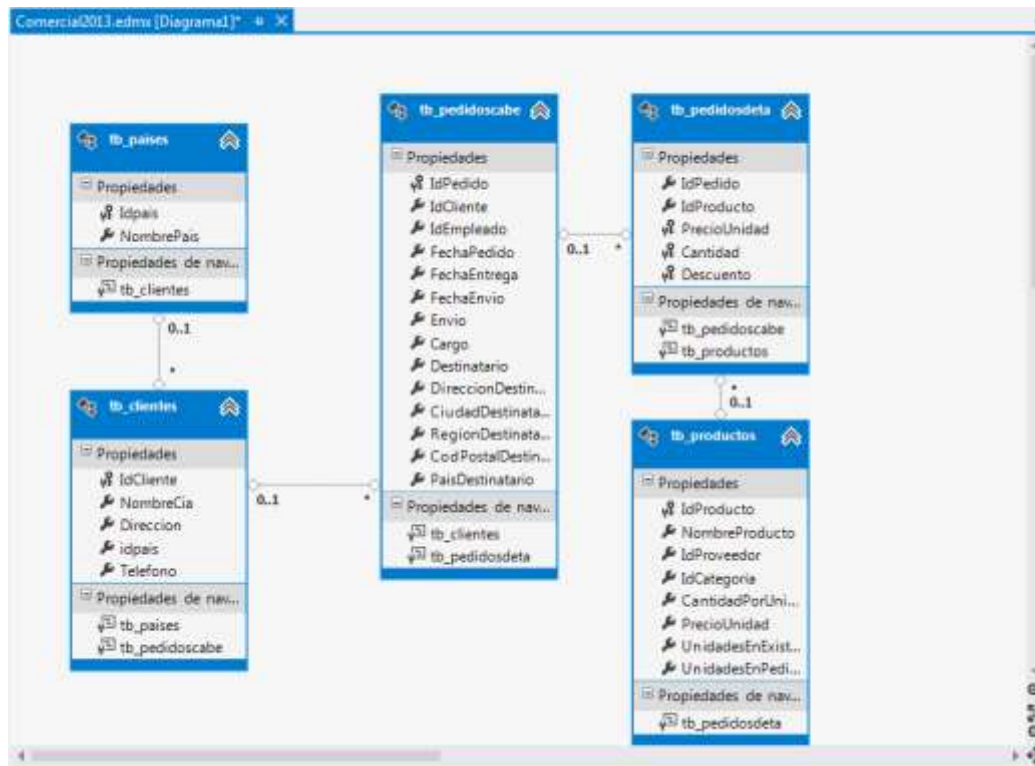 Comercial2013.edmx [Diagrama1]*
tb_paises
Propiedades
Idpais
NombrePais
Propiedades de nav...
tb_clientes
0..1
*
tb_clientes
Propiedades
IdCliente
NombreCia
Direccion
idpais
Telefono
Propiedades de nav...
tb_paises
tb_pedidoscabe
0..1
*
tb_pedidoscabe
Propiedades
IdPedido
IdCliente
IdEmpleado
FechaPedido
FechaEntrega
FechaEnvio
Envio
Cargo
Destinatario
DireccionDestin...
CiudadDestinata...
RegionDestinata...
CodPostalDestin...
PaisDestinatario
Propiedades de nav...
tb_clientes
tb_pedidosdeta
0..1
*
tb_pedidosdeta
Propiedades
IdPedido
IdProducto
PrecioUnidad
Cantidad
Descuento
Propiedades de nav...
tb_pedidoscabe
tb_productos
*
0..1
tb_productos
Propiedades
IdProducto
NombreProducto
IdProveedor
IdCategoria
CantidadPorUni...
PrecioUnidad
UnidadesEnExist...
UnidadesEnPedi...
Propiedades de nav...
tb_pedidosdeta